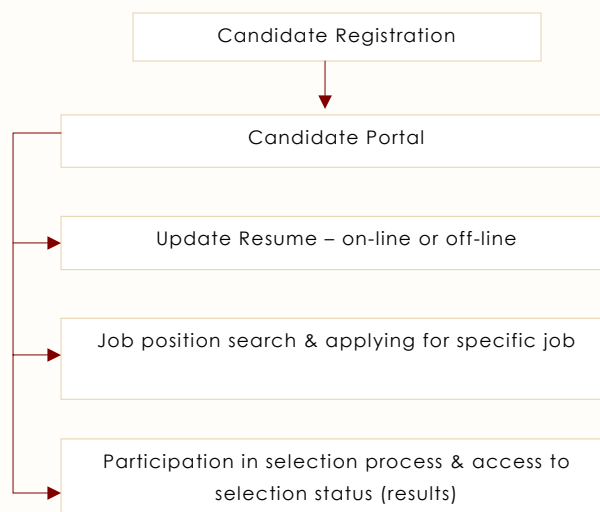 Candidate Registration
Candidate Portal
Update Resume – on-line or off-line
Job position search & applying for specific job
Participation in selection process & access to
selection status (results)